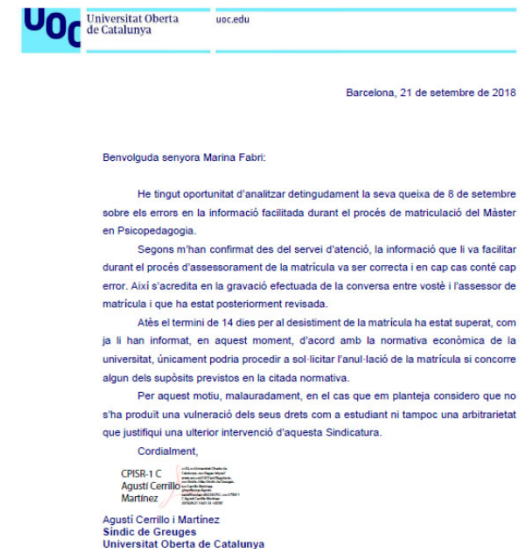 UOC
Universitat Oberta
de Catalunya
uoc.edu
Barcelona, 21 de setembre de 2018
Benvolguda senyora Marina Fabri:
He tingut oportunitat d'analitzar detingudament la seva queixa de 8 de setembre
sobre els errors en la informació facilitada durant el procés de matriculació del Màster
en Psicopedagogia.
Segons m'han confirmat des del servei d'atenció, la informació que li va facilitar
durant el procés d'assessorament de la matrícula va ser correcta i en cap cas conté cap
error. Així s'acredita en la gravació efectuada de la conversa entre vostè i l'assessor de
matrícula i que ha estat posteriorment revisada.
Atès el termini de 14 dies per al desistiment de la matrícula ha estat superat, com
ja li han informat, en aquest moment, d'acord amb la normativa econòmica de la
universitat, únicament podria procedir a sol·licitar l'anul·lació de la matrícula si concorre
algun dels supòsits previstos en la citada normativa.
Per aquest motiu, malauradament, en el cas que em planteja considero que no
s'ha produït una vulneració dels seus drets com a estudiant ni tampoc una arbitrarietat
que justifiqui una ulterior intervenció d'aquesta Sindicatura.
Cordialment,
CPISR-1 C
Agustí Cerrillo
Martínez
Agustí Cerrillo i Martínez
Síndic de Greuges
Universitat Oberta de Catalunya